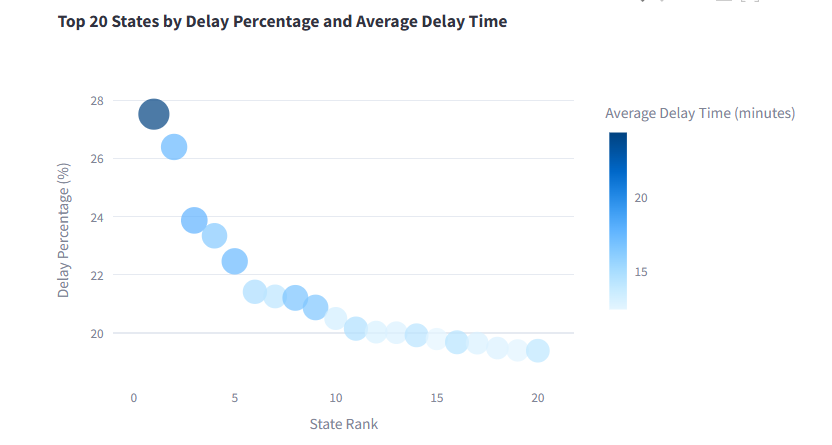 Top 20 States by Delay Percentage and Average Delay Time
Average Delay Time (minutes)
20
15
Delay Percentage (%)
28
26
24
22
20
0 5 10 15 20
State Rank